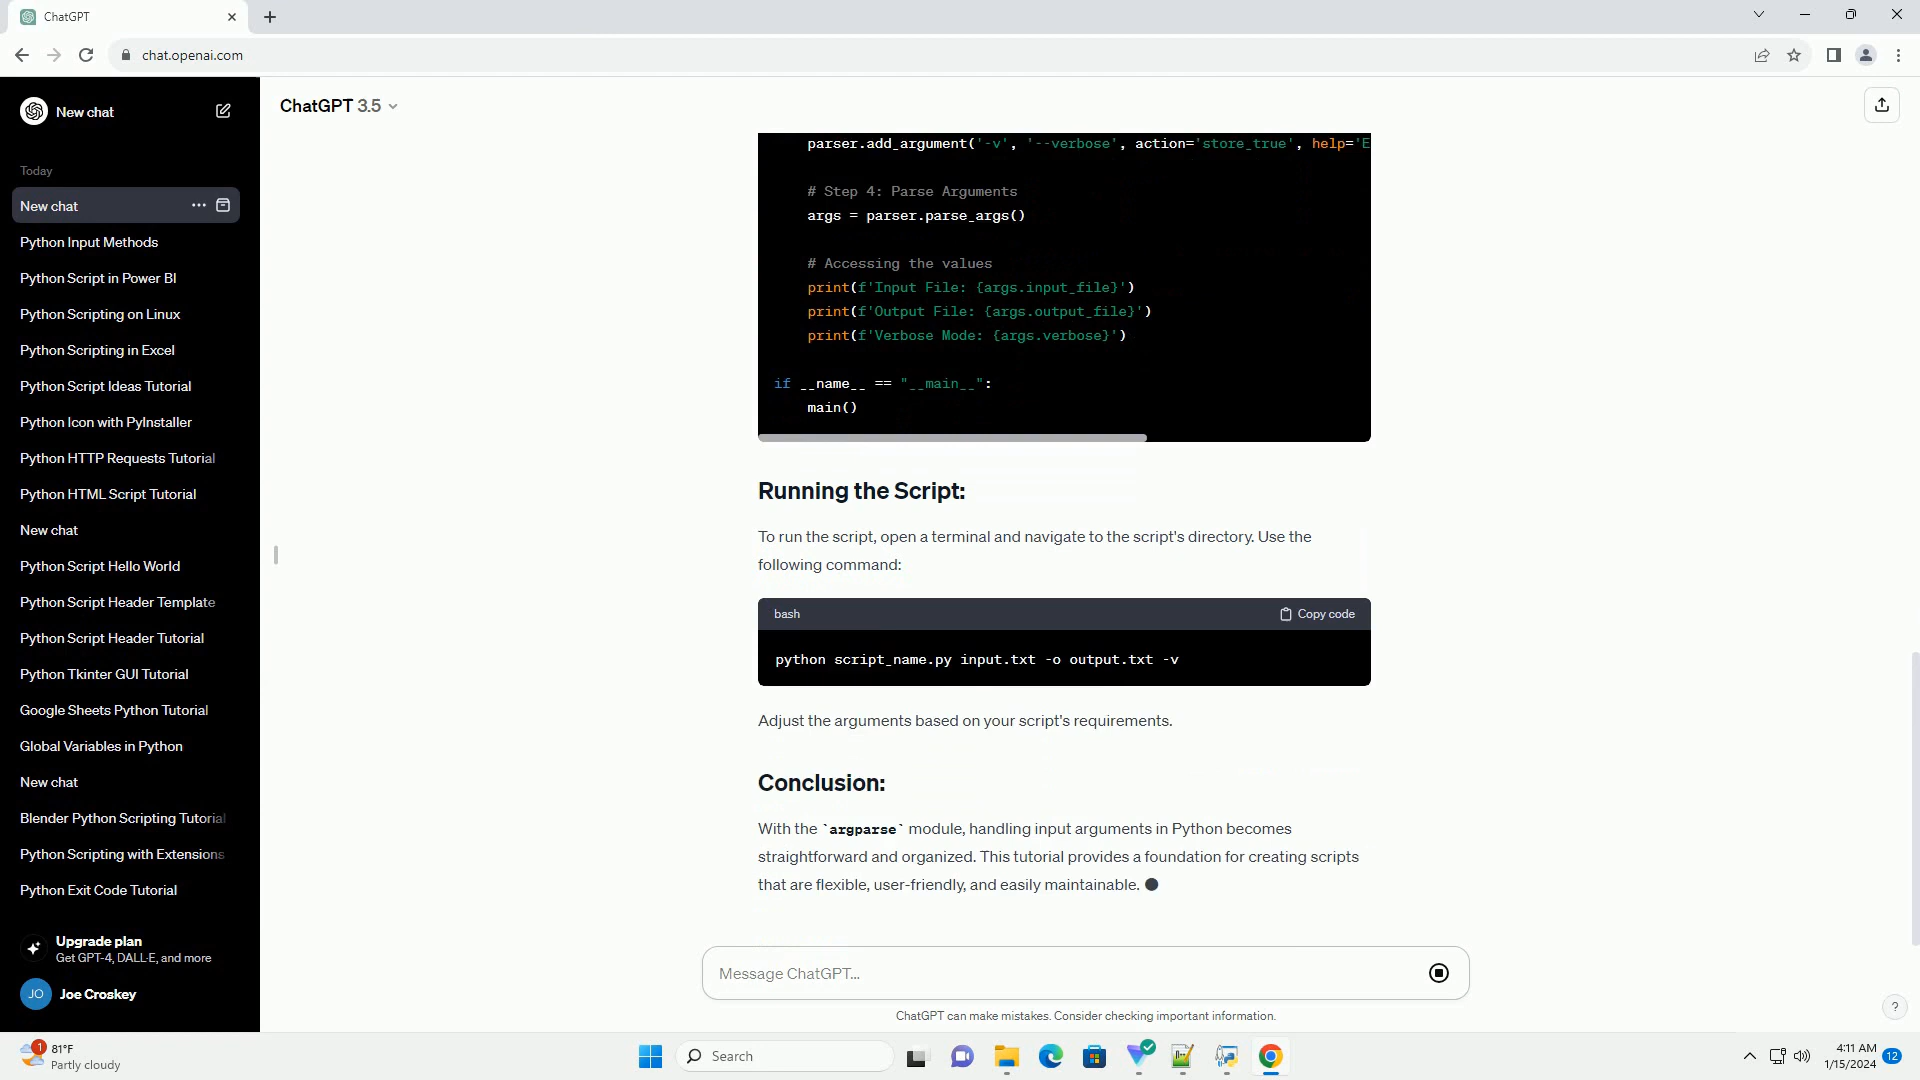 ChatGPT
chat.openai.com
New chat
ChatGPT 3.5
Today
New chat
Python Input Methods
Python Script in Power BI
Python Scripting on Linux
Python Scripting in Excel
Python Script Ideas Tutorial
Python Icon with PyInstaller
Python HTTP Requests Tutorial
Python HTML Script Tutorial
New chat
Python Script Hello World
Python Script Header Template
Python Script Header Tutorial
Python Tkinter GUI Tutorial
Google Sheets Python Tutorial
Global Variables in Python
New chat
Blender Python Scripting Tutorial
Python Scripting with Extensions
Python Exit Code Tutorial
Upgrade plan
Get GPT-4, DALL·E, and more
JO Joe Croskey
parser.add_argument('-v', '--verbose', action='store_true', help='E
# Step 4: Parse Arguments
args = parser.parse_args()
# Accessing the values
print(f'Input File: {args.input_file}')
print(f'Output File: {args.output_file}')
print(f'Verbose Mode: {args.verbose}')
if __name__ == "__main__":
main()
Running the Script:
To run the script, open a terminal and navigate to the script's directory. Use the
following command:
bash Copy code
python script_name.py input.txt -o output.txt -v
Adjust the arguments based on your script's requirements.
Conclusion:
With the `argparse` module, handling input arguments in Python becomes
straightforward and organized. This tutorial provides a foundation for creating scripts
that are flexible, user-friendly, and easily maintainable.
Message ChatGPT...
ChatGPT can make mistakes. Consider checking important information.
?
1
81°F
Partly cloudy
Search
4:11 AM
1/15/2024
12